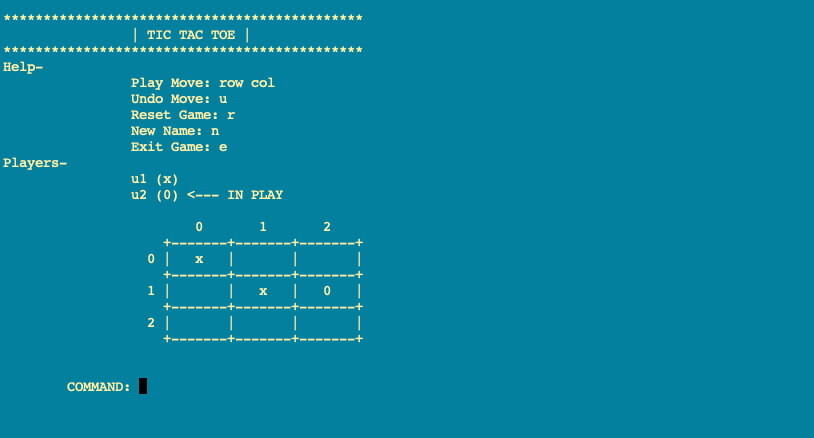 *********************************************
| TIC TAC TOE |
*********************************************
Help-
Play Move: row col
Undo Move: u
Reset Game: r
New Name: n
Exit Game: e
Players-
u1 (x)
u2 (0) <--- IN PLAY
0 1 2
+-------+-------+-------+
0 | x | | |
+-------+-------+-------+
1 | | x | 0 |
+-------+-------+-------+
2 | | | |
+-------+-------+-------+
COMMAND: